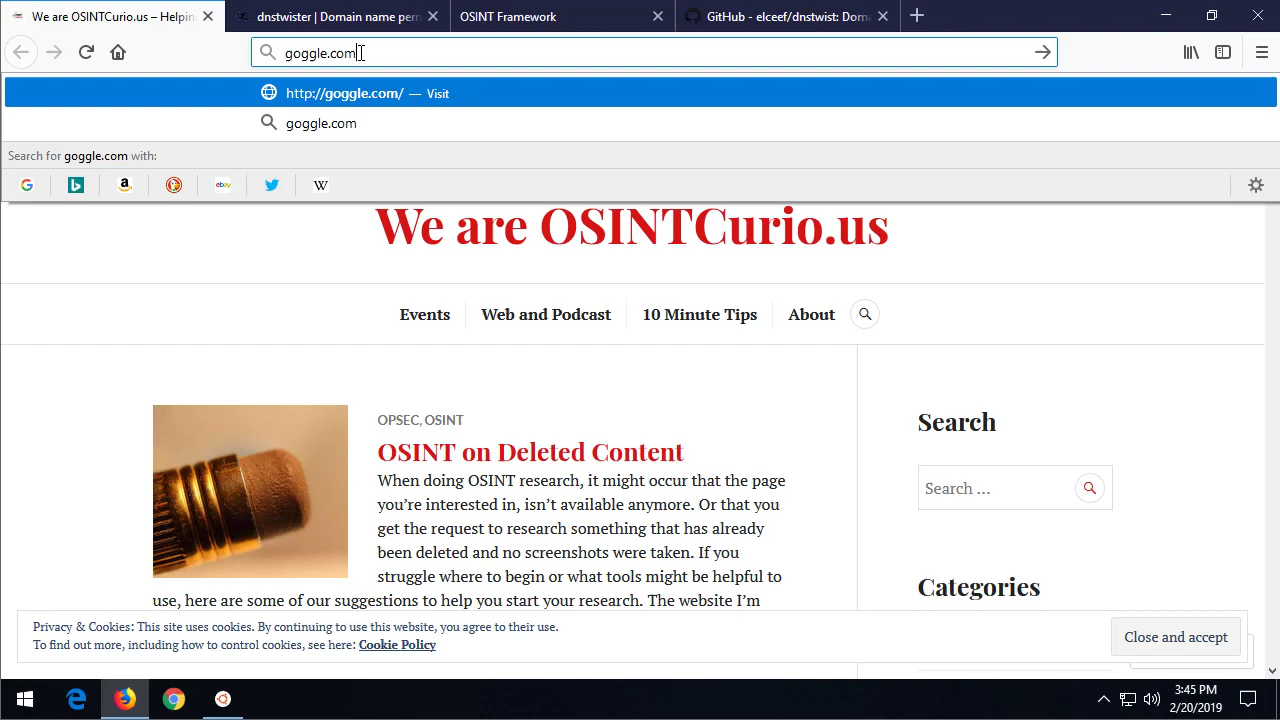 We are OSINTCurio.us – Helpin
dnstwister | Domain name perm
OSINT Framework
GitHub - elceef/dnstwist: Doma
goggle.com
http://goggle.com/ — Visit
goggle.com
Search for goggle.com with:
We are OSINTCurio.us
Events
Web and Podcast
10 Minute Tips
About
OPSEC, OSINT
OSINT on Deleted Content
When doing OSINT research, it might occur that the page
you’re interested in, isn’t available anymore. Or that you
get the request to research something that has already
been deleted and no screenshots were taken. If you
struggle where to begin or what tools might be helpful to
use, here are some of our suggestions to help you start your research. The website I’m
Search
Search …
Categories
Privacy & Cookies: This site uses cookies. By continuing to use this website, you agree to their use.
To find out more, including how to control cookies, see here: Cookie Policy
Close and accept
3:45 PM
2/20/2019